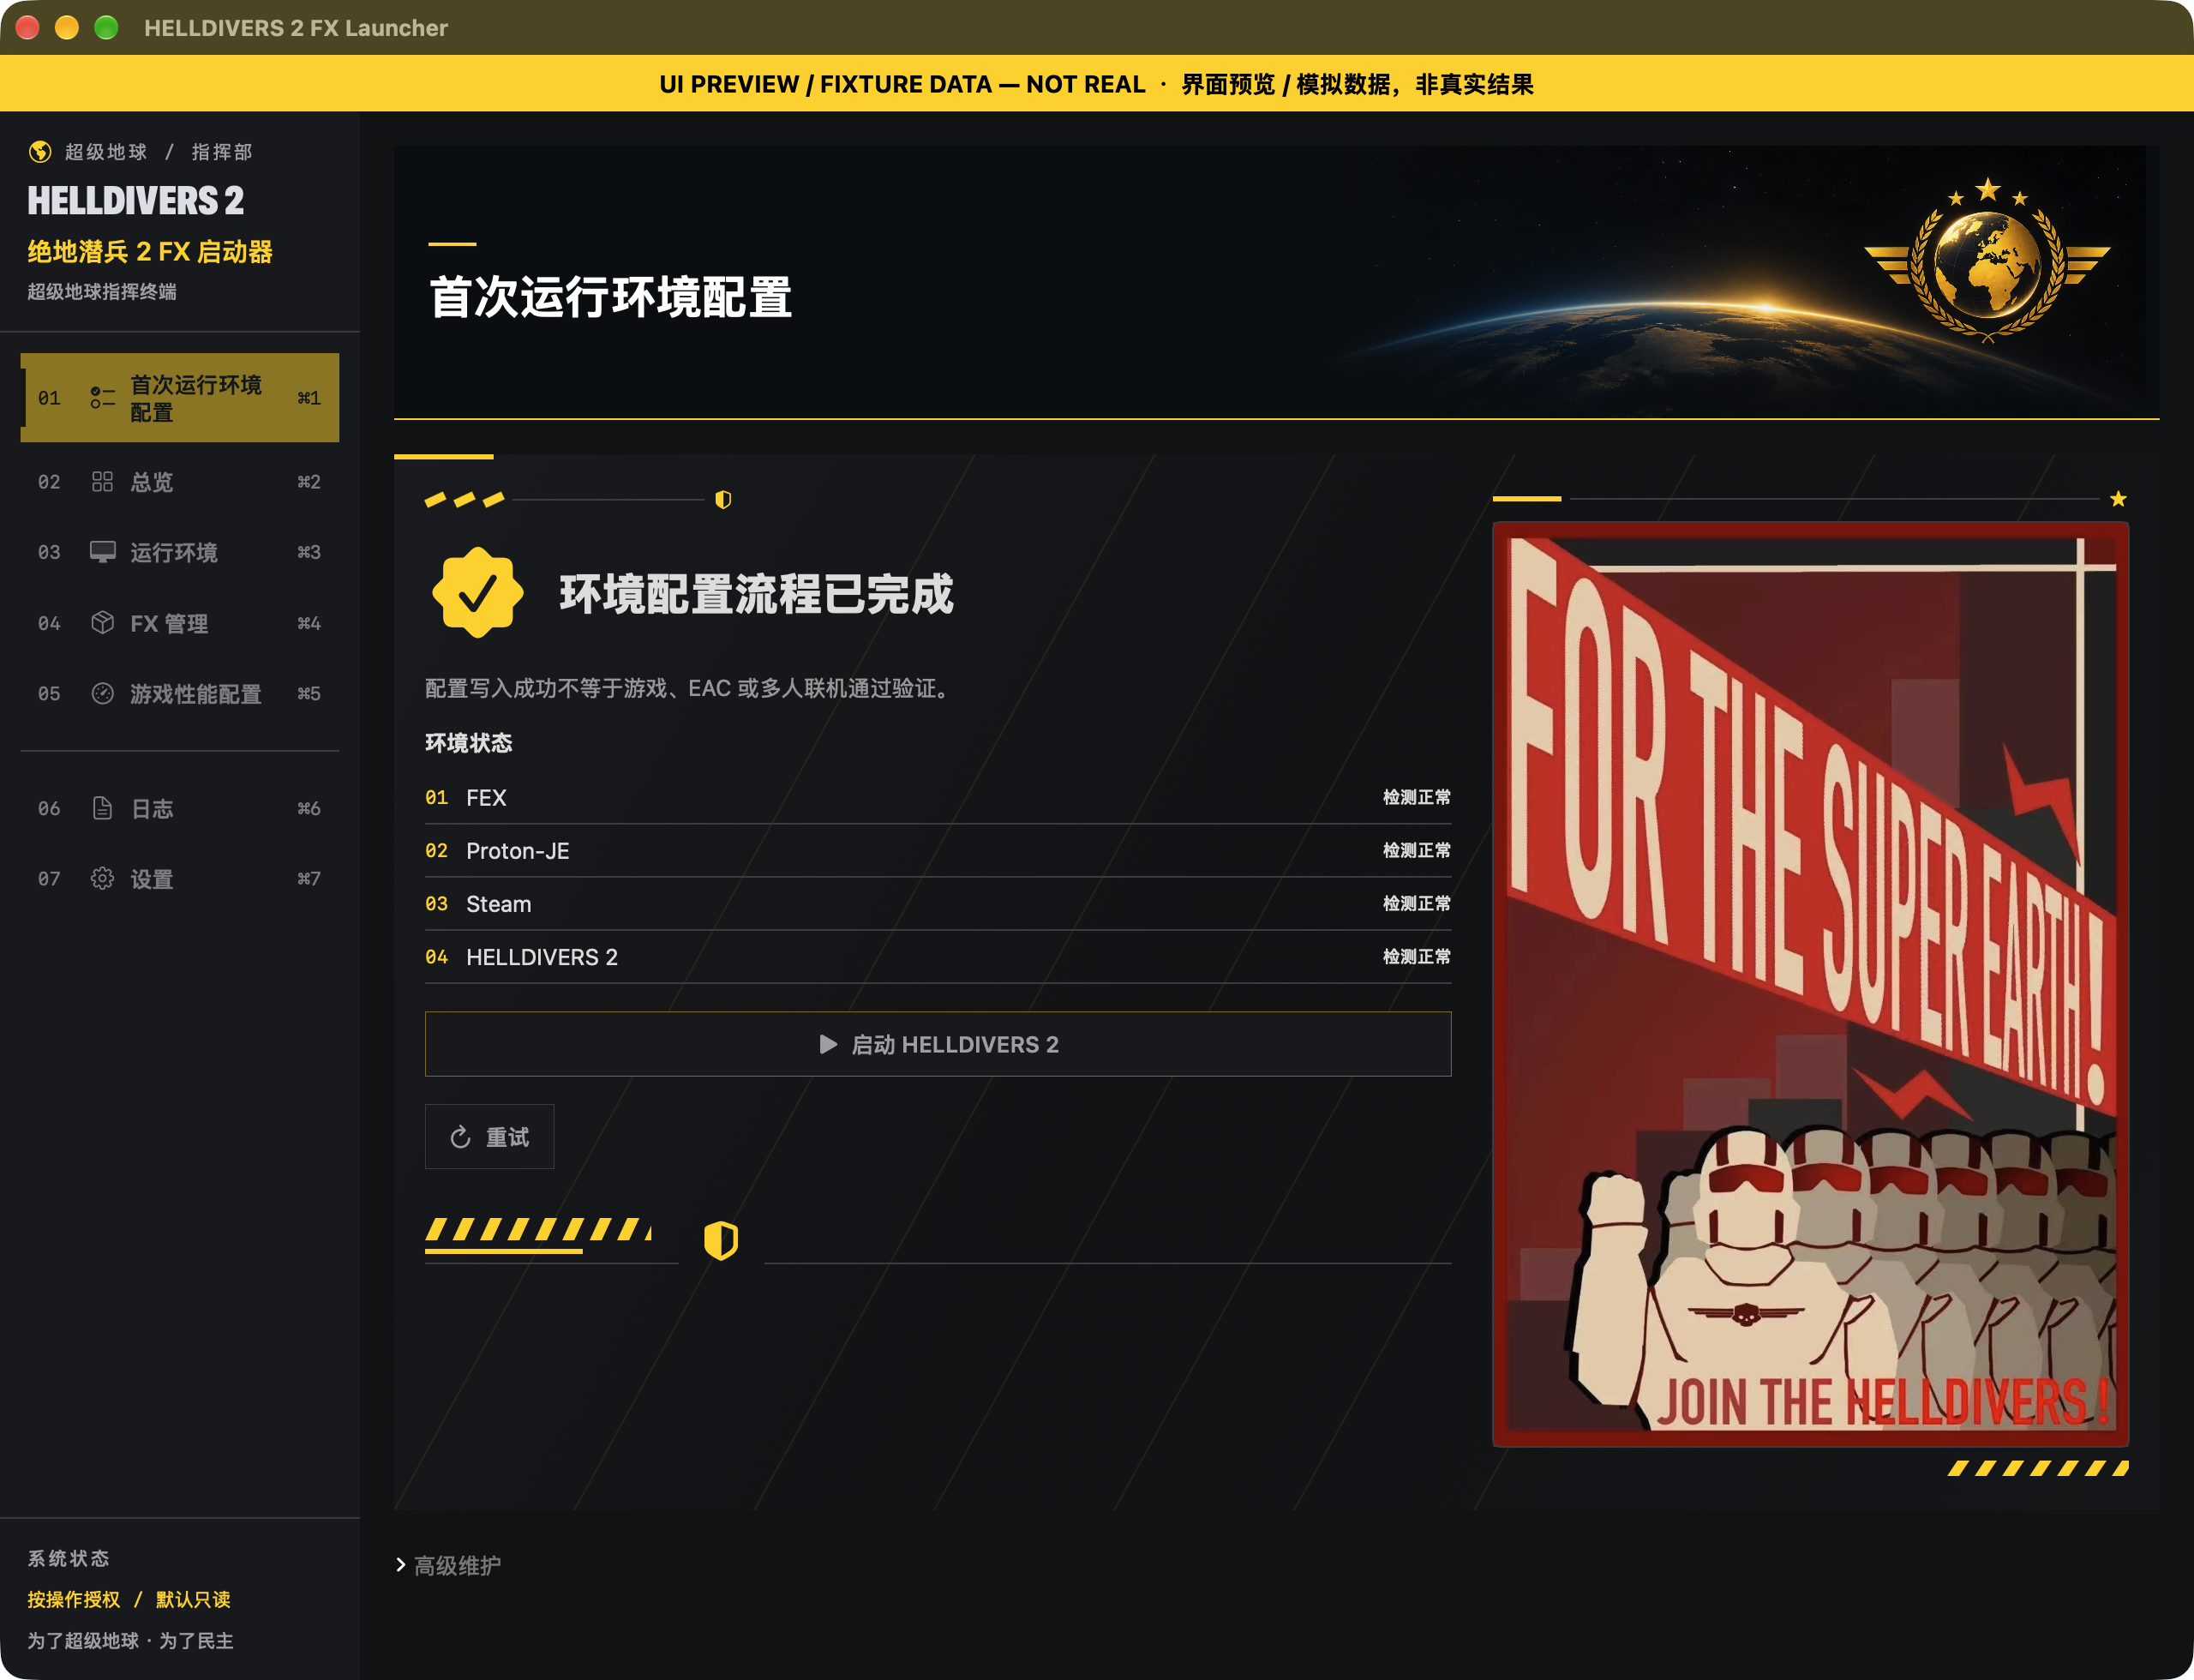 HELLDIVERS 2 FX Launcher
UI PREVIEW / FIXTURE DATA — NOT REAL · 界面预览 / 模拟数据，非真实结果
超级地球 / 指挥部
HELLDIVERS 2
绝地潜兵 2 FX 启动器
超级地球指挥终端
01 首次运行环境配置 ⌘1
02 总览 ⌘2
03 运行环境 ⌘3
04 FX 管理 ⌘4
05 游戏性能配置 ⌘5
06 日志 ⌘6
07 设置 ⌘7
系统状态
按操作授权 / 默认只读
为了超级地球 · 为了民主
首次运行环境配置
环境配置流程已完成
配置写入成功不等于游戏、EAC 或多人联机通过验证。
环境状态
01 FEX 检测正常
02 Proton-JE 检测正常
03 Steam 检测正常
04 HELLDIVERS 2 检测正常
启动 HELLDIVERS 2
重试
FOR THE SUPER EARTH!
JOIN THE HELLDIVERS!
高级维护